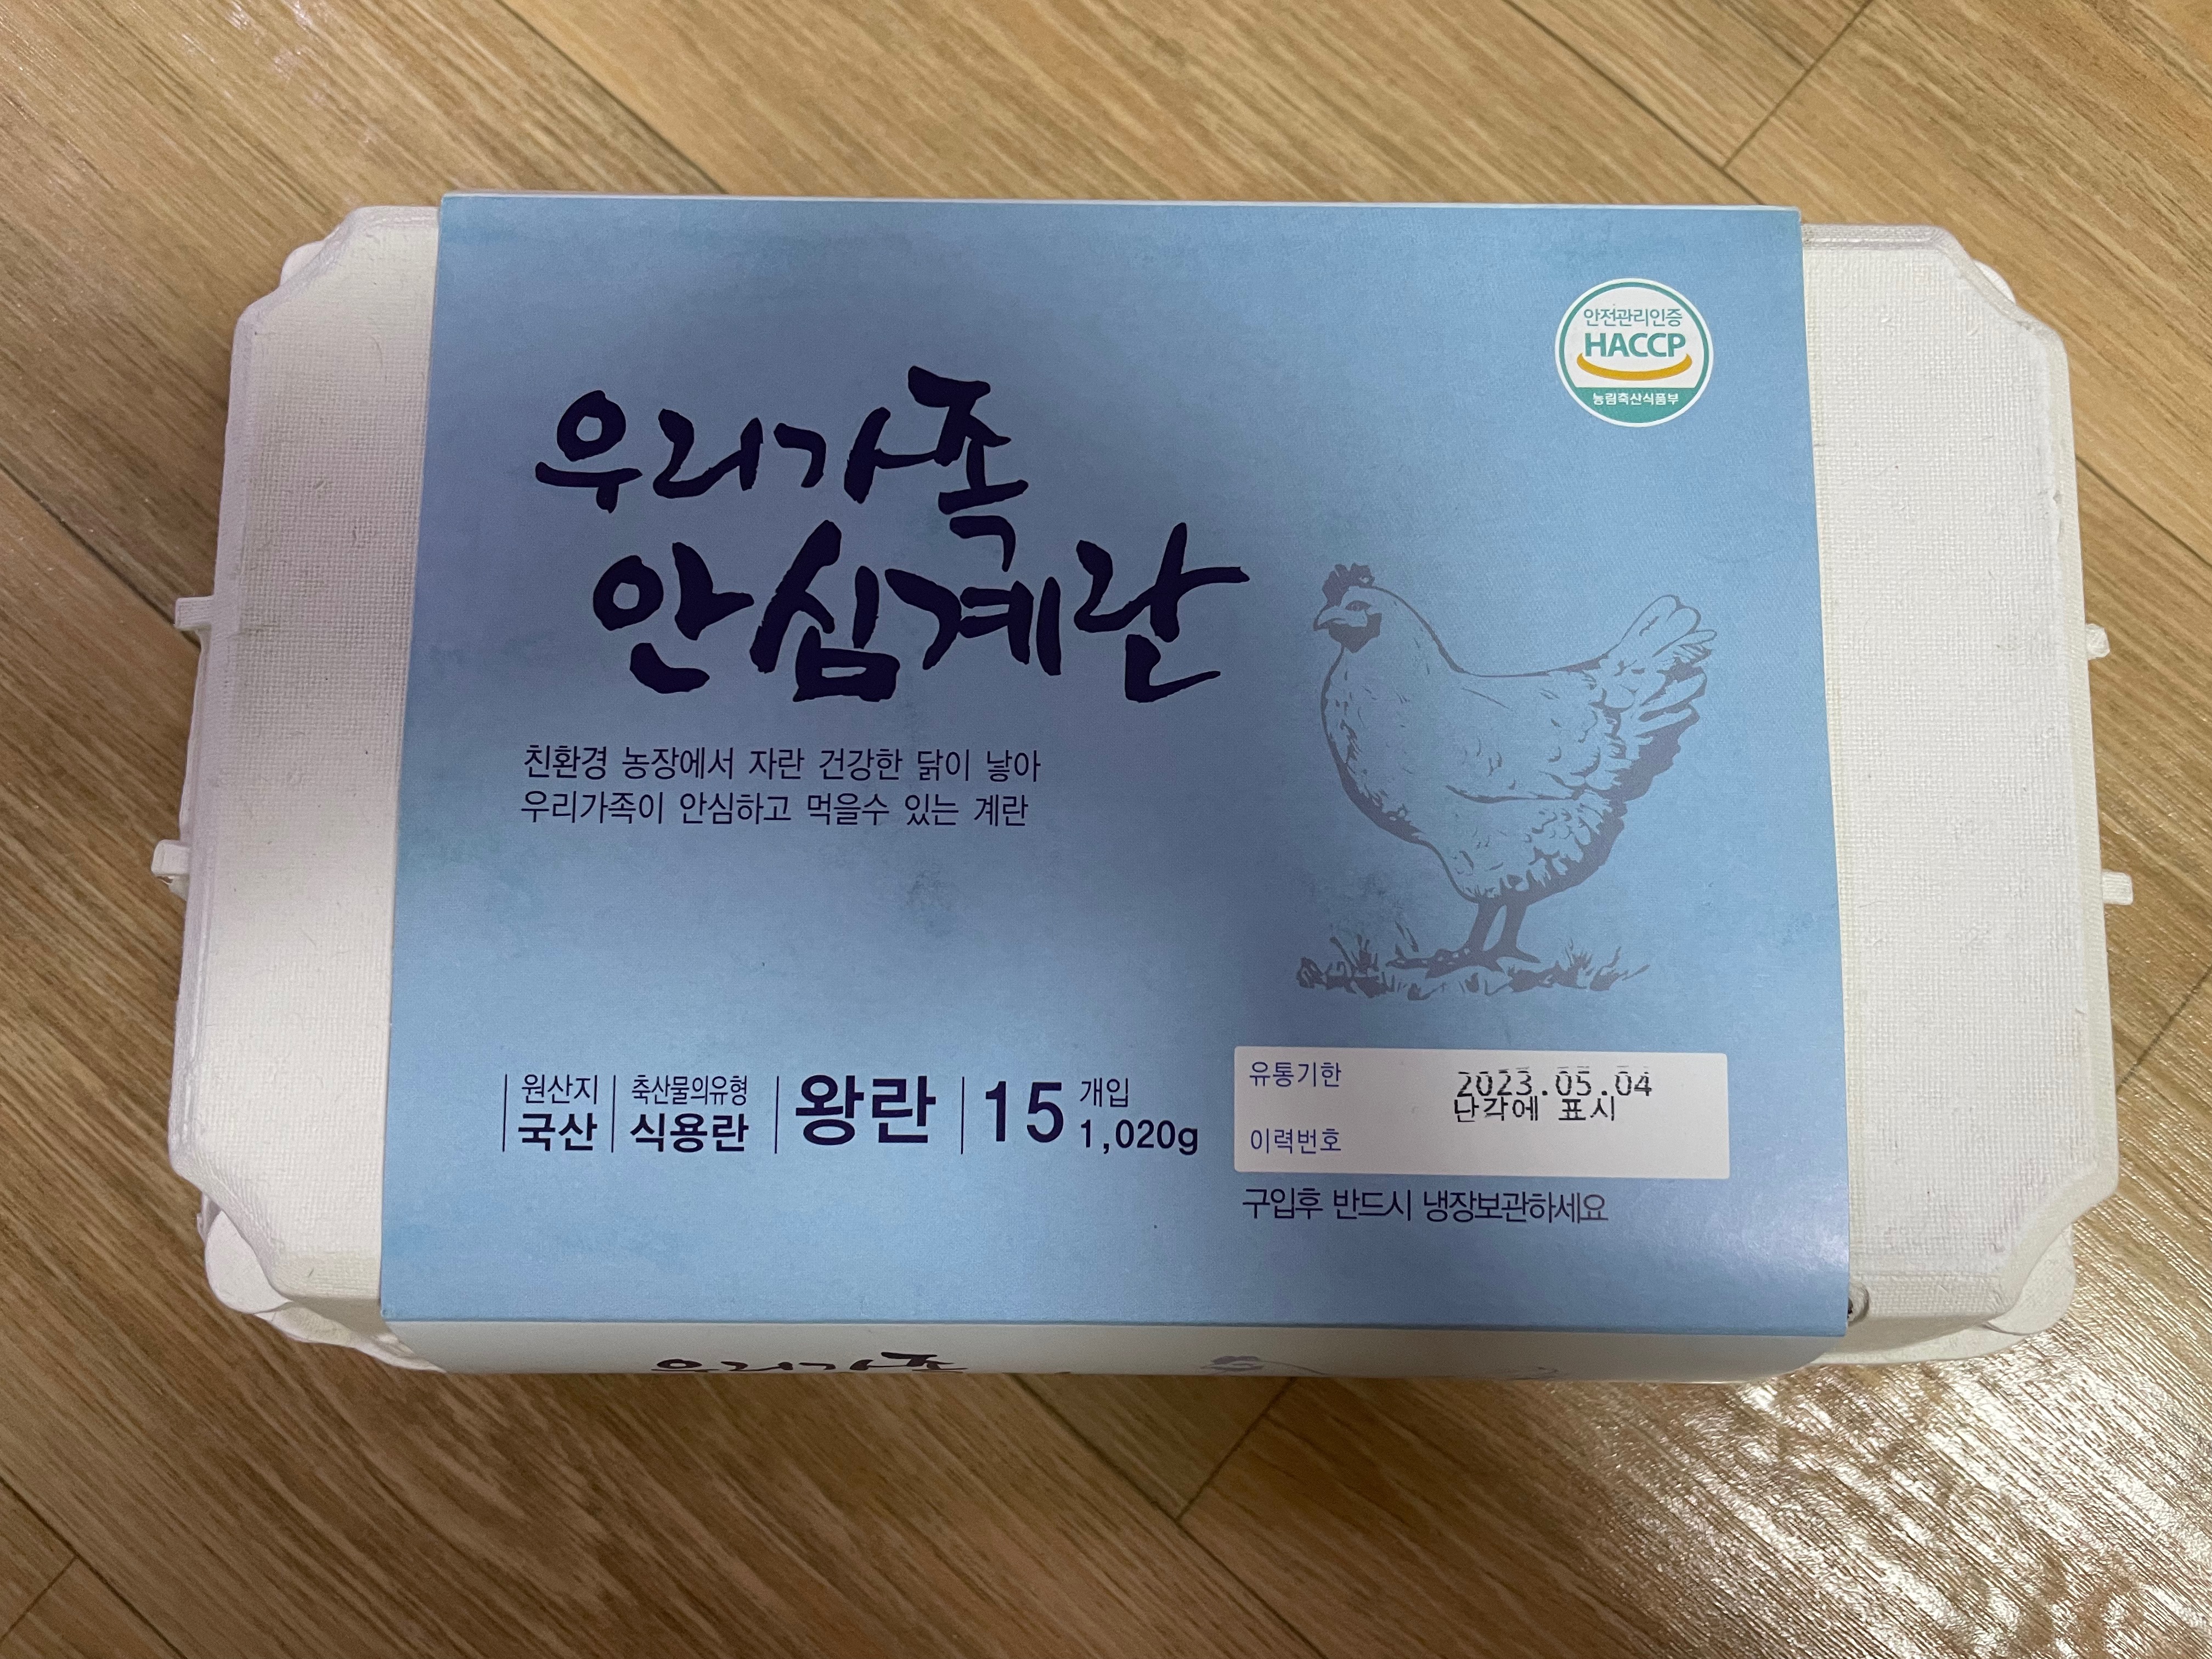 안전관리인증
HACCP
농림축산식품부
우리가족
안심계란
친환경 농장에서 자란 건강한 닭이 낳아
우리가족이 안심하고 먹을수 있는 계란
원산지
국산
축산물의유형
식용란
왕란
15 개입
1,020g
유통기한 2023.05.04
난각에 표시
이력번호
구입후 반드시 냉장보관하세요
우리가족